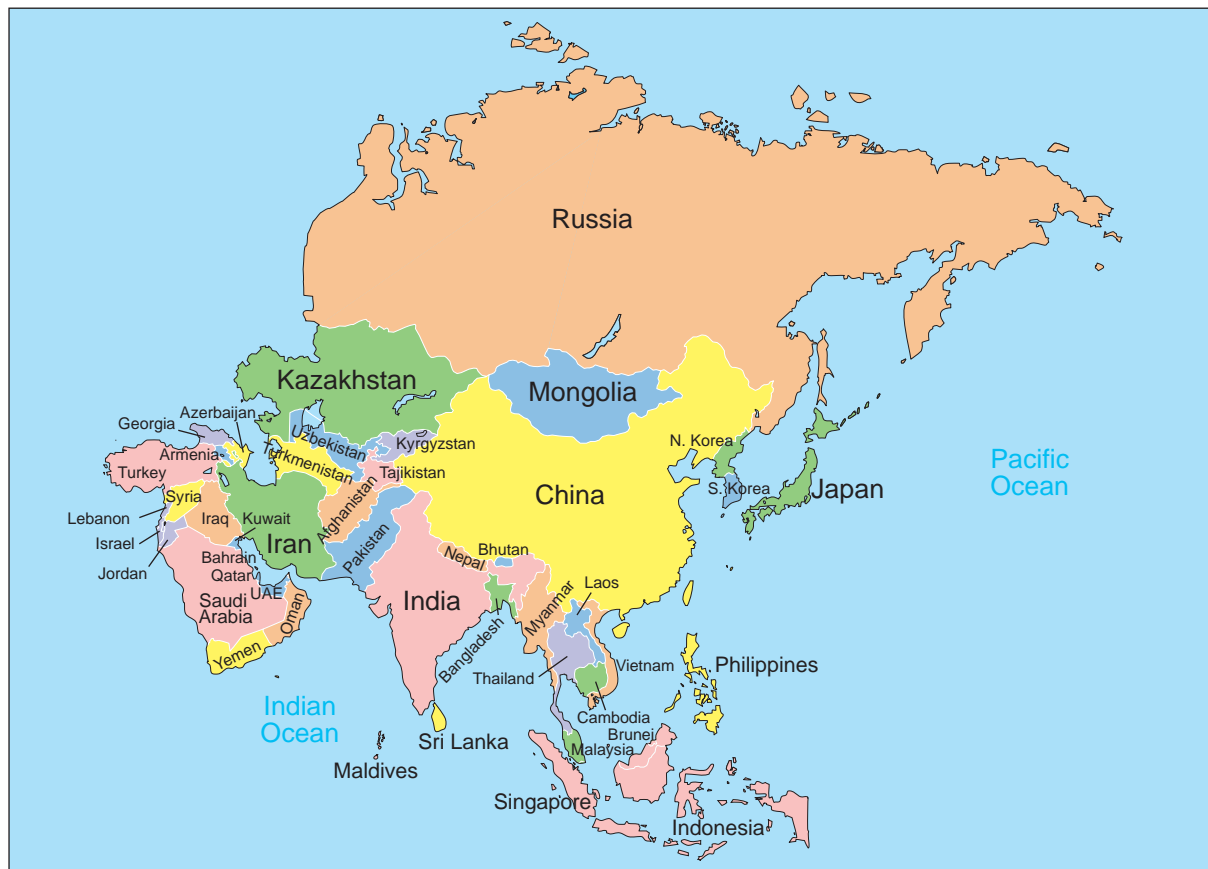 Russia
Kazakhstan
Mongolia
Azerbaijan
Georgia
Uzbekistan
Kyrgyzstan
N. Korea
Armenia
Turkmenistan
Tajikistan
Turkey
Pacific
Ocean
China
S. Korea
Japan
Syria
Afghanistan
Lebanon
Iraq
Kuwait
Iran
Pakistan
Israel
Bhutan
Nepal
Bahrain
Jordan
Qatar
UAE
Laos
Saudi
Arabia
Oman
India
Myanmar
Bangladesh
Yemen
Vietnam
Philippines
Thailand
Indian
Ocean
Cambodia
Brunei
Sri Lanka
Malaysia
Maldives
Singapore
Indonesia